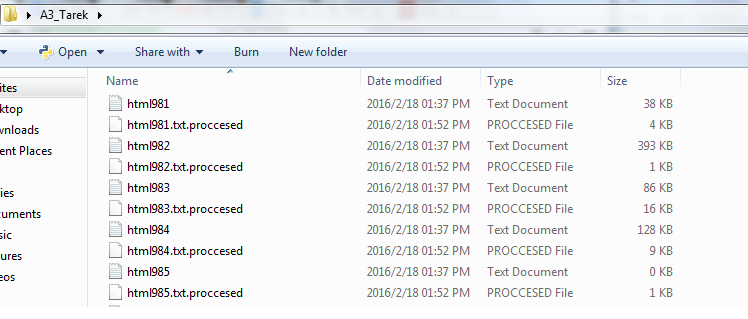 A3_Tarek
Open Share with Burn New folder
Name Date modified Type Size
html981 2016/2/18 01:37 PM Text Document 38 KB
html981.txt.proccesed 2016/2/18 01:52 PM PROCCESED File 4 KB
html982 2016/2/18 01:37 PM Text Document 393 KB
html982.txt.proccesed 2016/2/18 01:52 PM PROCCESED File 1 KB
html983 2016/2/18 01:37 PM Text Document 86 KB
html983.txt.proccesed 2016/2/18 01:52 PM PROCCESED File 16 KB
html984 2016/2/18 01:37 PM Text Document 128 KB
html984.txt.proccesed 2016/2/18 01:52 PM PROCCESED File 9 KB
html985 2016/2/18 01:37 PM Text Document 0 KB
html985.txt.proccesed 2016/2/18 01:52 PM PROCCESED File 1 KB
ites
sktop
wnloads
ent Places
ies
cuments
sic
ures
eos